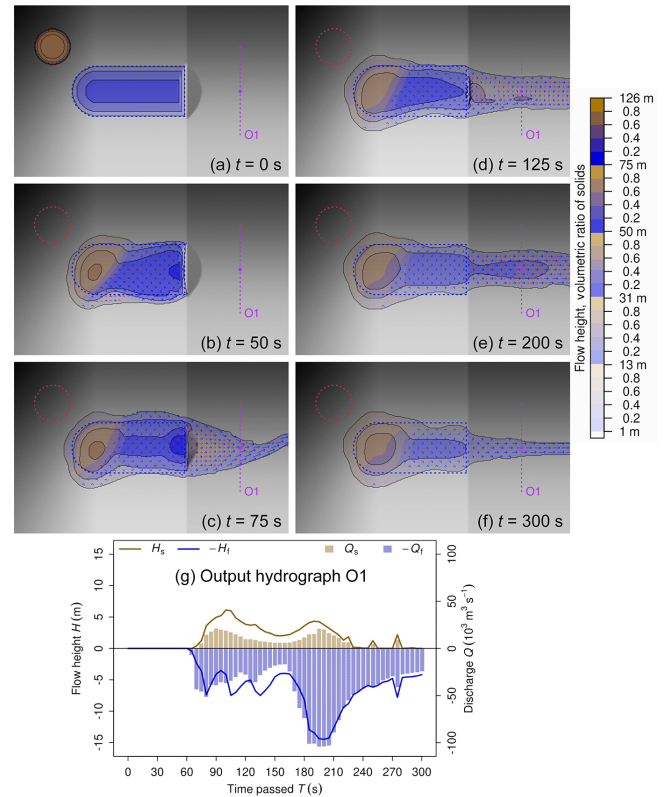 O1
(a) t = 0 s
O1
(d) t = 125 s
O1
(b) t = 50 s
O1
(e) t = 200 s
O1
(c) t = 75 s
O1
(f) t = 300 s
Flow height, volumetric ratio of solids
126 m
0.8
0.6
0.4
0.2
75 m
0.8
0.6
0.4
0.2
50 m
0.8
0.6
0.4
0.2
31 m
0.8
0.6
0.4
0.2
13 m
0.8
0.6
0.4
0.2
1 m
Hs −Hf Qs −Qf
(g) Output hydrograph O1
Flow height H (m)
15
10
5
0
-5
-10
-15
100
50
0
-50
-100
Discharge Q (10³ m³ s⁻¹)
0 30 60 90 120 150 180 210 240 270 300
Time passed T (s)